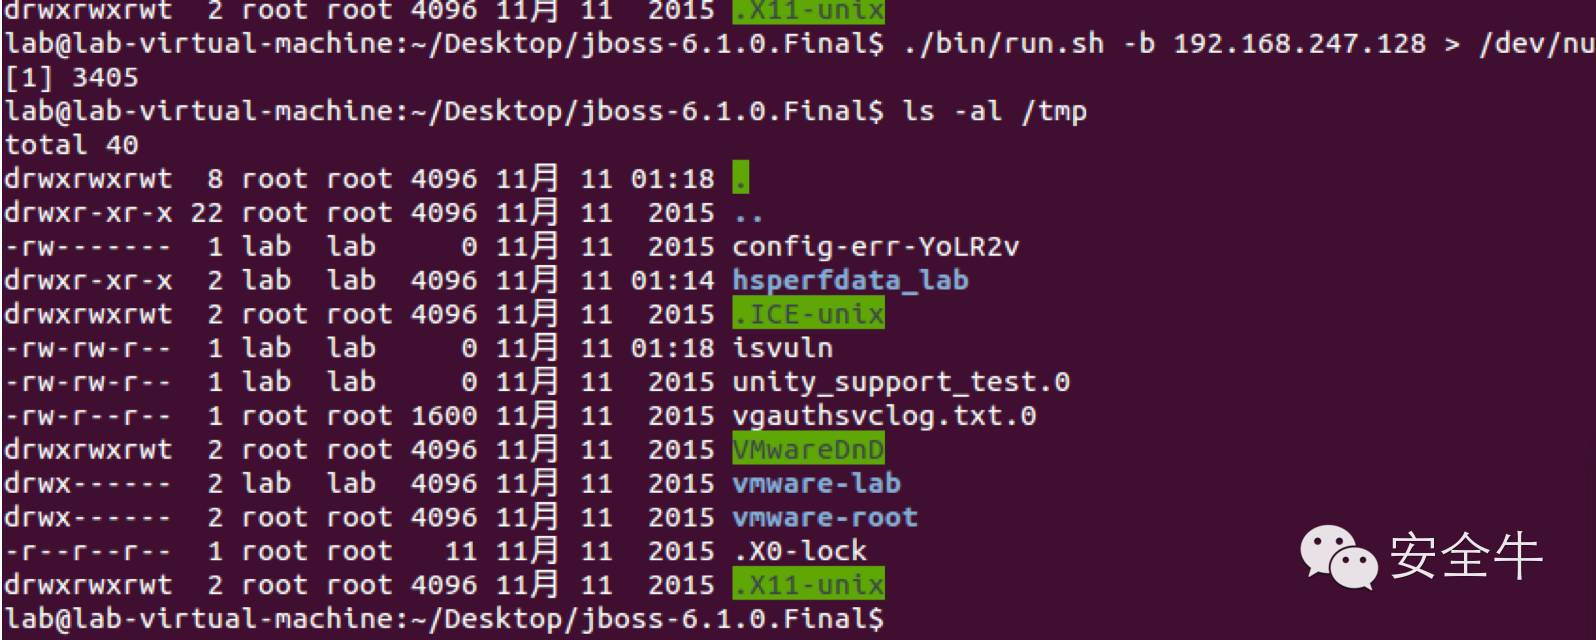 drwxrwxrwt  2 root root 4096 11月 11  2015 .X11-unix
lab@lab-virtual-machine:~/Desktop/jboss-6.1.0.Final$ ./bin/run.sh -b 192.168.247.128 > /dev/nu
[1] 3405
lab@lab-virtual-machine:~/Desktop/jboss-6.1.0.Final$ ls -al /tmp
total 40
drwxrwxrwt  8 root root 4096 11月 11 01:18 .
drwxr-xr-x 22 root root 4096 11月 11  2015 ..
-rw-------  1 lab  lab     0 11月 11  2015 config-err-YoLR2v
drwxr-xr-x  2 lab  lab  4096 11月 11 01:14 hsperfdata_lab
drwxrwxrwt  2 root root 4096 11月 11  2015 .ICE-unix
-rw-rw-r--  1 lab  lab     0 11月 11 01:18 isvuln
-rw-rw-r--  1 lab  lab     0 11月 11  2015 unity_support_test.0
-rw-r--r--  1 root root 1600 11月 11  2015 vgauthsvclog.txt.0
drwxrwxrwt  2 root root 4096 11月 11  2015 VMwareDnD
drwx------  2 lab  lab  4096 11月 11  2015 vmware-lab
drwx------  2 root root 4096 11月 11  2015 vmware-root
-r--r--r--  1 root root   11 11月 11  2015 .X0-lock
drwxrwxrwt  2 root root 4096 11月 11  2015 .X11-unix
lab@lab-virtual-machine:~/Desktop/jboss-6.1.0.Final$
安全牛